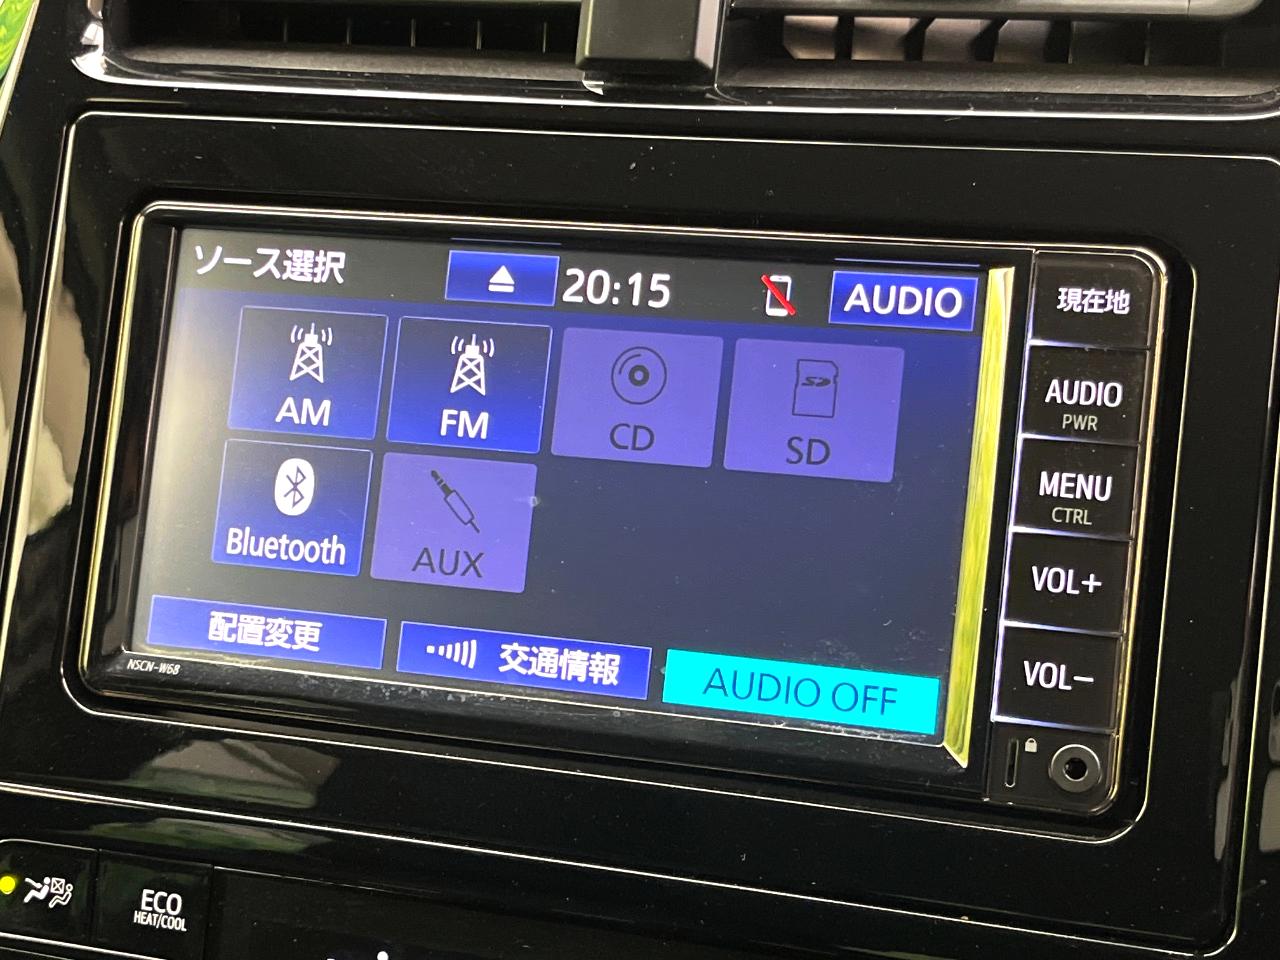 ソース選択
20:15
AUDIO
現在地
AM
FM
CD
SD
SD
AUDIO
PWR
MENU
CTRL
Bluetooth
AUX
VOL+
配置変更
交通情報
AUDIO OFF
VOL−
NSCN-W68
ECO
HEAT/COOL